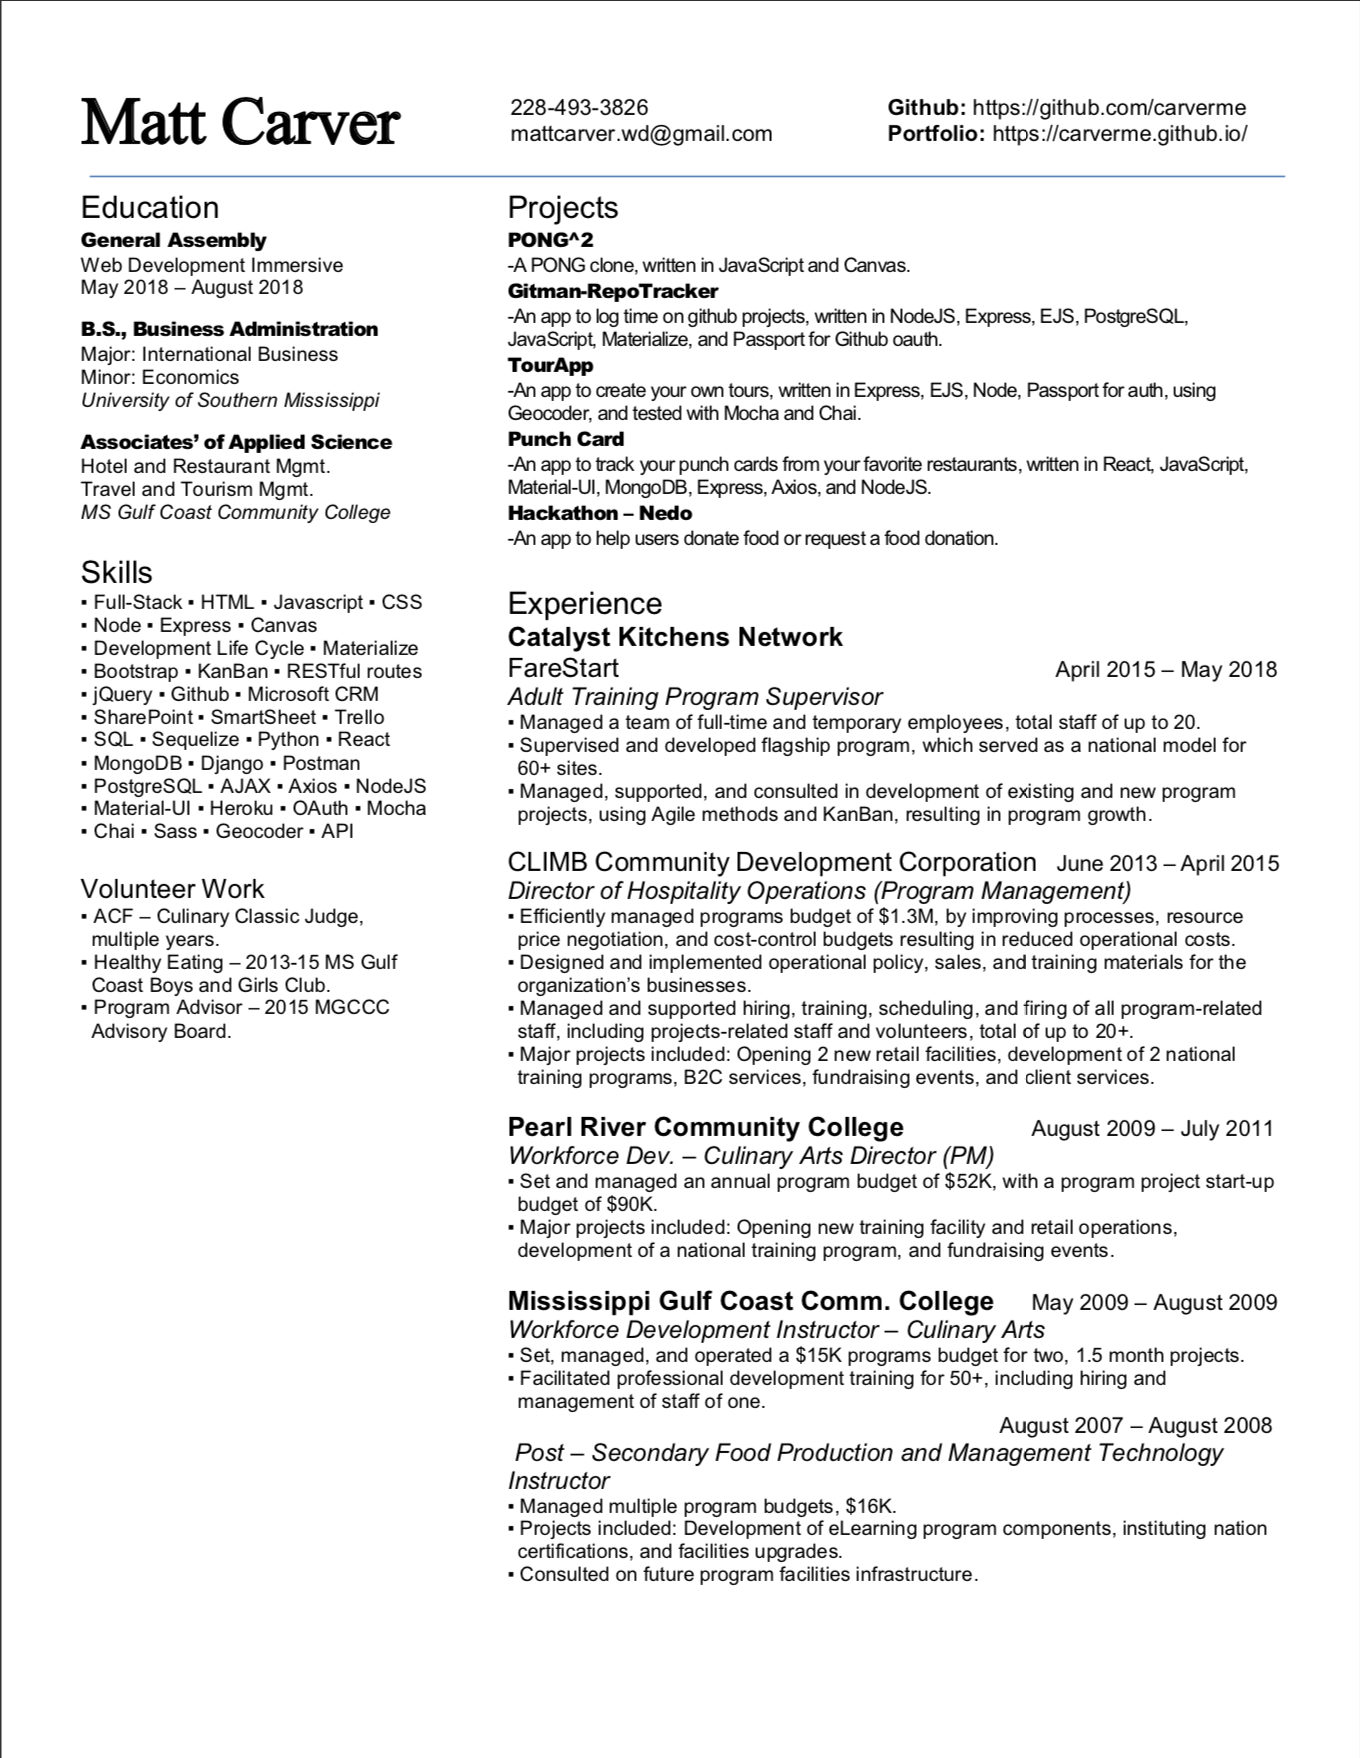 Matt Carver
228-493-3826
mattcarver.wd@gmail.com
Github: https://github.com/carverme
Portfolio: https://carverme.github.io/
Education
General Assembly
Web Development Immersive
May 2018 – August 2018
B.S., Business Administration
Major: International Business
Minor: Economics
University of Southern Mississippi
Associates' of Applied Science
Hotel and Restaurant Mgmt.
Travel and Tourism Mgmt.
MS Gulf Coast Community College
Skills
▪ Full-Stack ▪ HTML ▪ Javascript ▪ CSS
▪ Node ▪ Express ▪ Canvas
▪ Development Life Cycle ▪ Materialize
▪ Bootstrap ▪ KanBan ▪ RESTful routes
▪ jQuery ▪ Github ▪ Microsoft CRM
▪ SharePoint ▪ SmartSheet ▪ Trello
▪ SQL ▪ Sequelize ▪ Python ▪ React
▪ MongoDB ▪ Django ▪ Postman
▪ PostgreSQL ▪ AJAX ▪ Axios ▪ NodeJS
▪ Material-UI ▪ Heroku ▪ OAuth ▪ Mocha
▪ Chai ▪ Sass ▪ Geocoder ▪ API
Volunteer Work
▪ ACF – Culinary Classic Judge,
multiple years.
▪ Healthy Eating – 2013-15 MS Gulf
Coast Boys and Girls Club.
▪ Program Advisor – 2015 MGCCC
Advisory Board.
Projects
PONG^2
-A PONG clone, written in JavaScript and Canvas.
Gitman-RepoTracker
-An app to log time on github projects, written in NodeJS, Express, EJS, PostgreSQL,
JavaScript, Materialize, and Passport for Github oauth.
TourApp
-An app to create your own tours, written in Express, EJS, Node, Passport for auth, using
Geocoder, and tested with Mocha and Chai.
Punch Card
-An app to track your punch cards from your favorite restaurants, written in React, JavaScript,
Material-UI, MongoDB, Express, Axios, and NodeJS.
Hackathon – Nedo
-An app to help users donate food or request a food donation.
Experience
Catalyst Kitchens Network
FareStart April 2015 – May 2018
Adult Training Program Supervisor
▪ Managed a team of full-time and temporary employees, total staff of up to 20.
▪ Supervised and developed flagship program, which served as a national model for
60+ sites.
▪ Managed, supported, and consulted in development of existing and new program
projects, using Agile methods and KanBan, resulting in program growth.
CLIMB Community Development Corporation June 2013 – April 2015
Director of Hospitality Operations (Program Management)
▪ Efficiently managed programs budget of $1.3M, by improving processes, resource
price negotiation, and cost-control budgets resulting in reduced operational costs.
▪ Designed and implemented operational policy, sales, and training materials for the
organization's businesses.
▪ Managed and supported hiring, training, scheduling, and firing of all program-related
staff, including projects-related staff and volunteers, total of up to 20+.
▪ Major projects included: Opening 2 new retail facilities, development of 2 national
training programs, B2C services, fundraising events, and client services.
Pearl River Community College August 2009 – July 2011
Workforce Dev. – Culinary Arts Director (PM)
▪ Set and managed an annual program budget of $52K, with a program project start-up
budget of $90K.
▪ Major projects included: Opening new training facility and retail operations,
development of a national training program, and fundraising events.
Mississippi Gulf Coast Comm. College May 2009 – August 2009
Workforce Development Instructor – Culinary Arts
▪ Set, managed, and operated a $15K programs budget for two, 1.5 month projects.
▪ Facilitated professional development training for 50+, including hiring and
management of staff of one.
August 2007 – August 2008
Post – Secondary Food Production and Management Technology
Instructor
▪ Managed multiple program budgets, $16K.
▪ Projects included: Development of eLearning program components, instituting nation
certifications, and facilities upgrades.
▪ Consulted on future program facilities infrastructure.